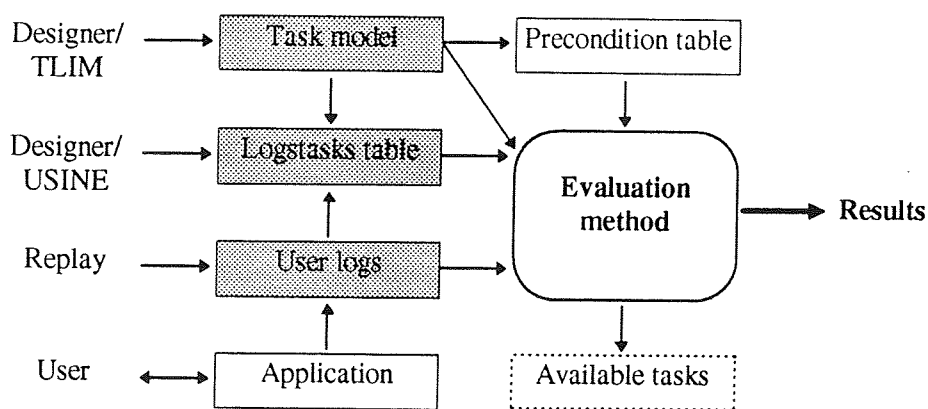 Designer/
TLIM
Task model
Precondition table
Designer/
USINE
Logstasks table
Evaluation
method
Results
Replay
User logs
User
Application
Available tasks